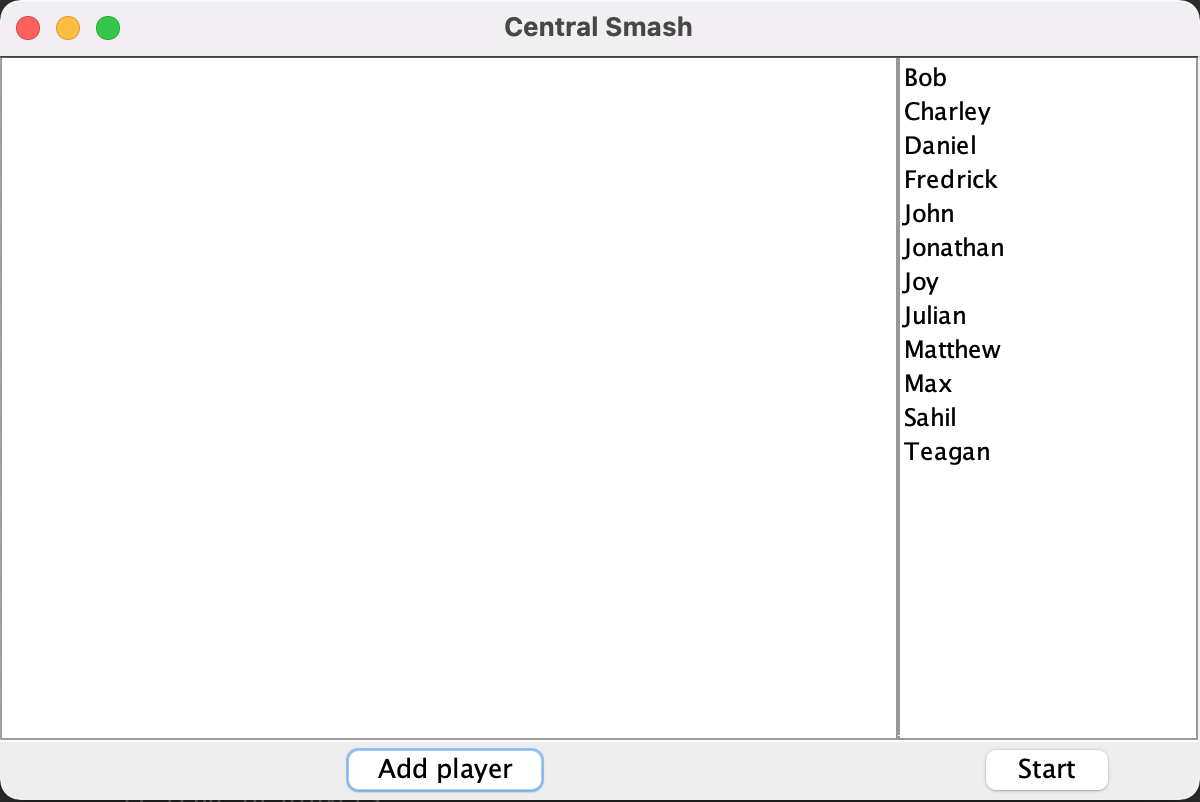 Central Smash
Bob
Charley
Daniel
Fredrick
John
Jonathan
Joy
Julian
Matthew
Max
Sahil
Teagan
Add player
Start